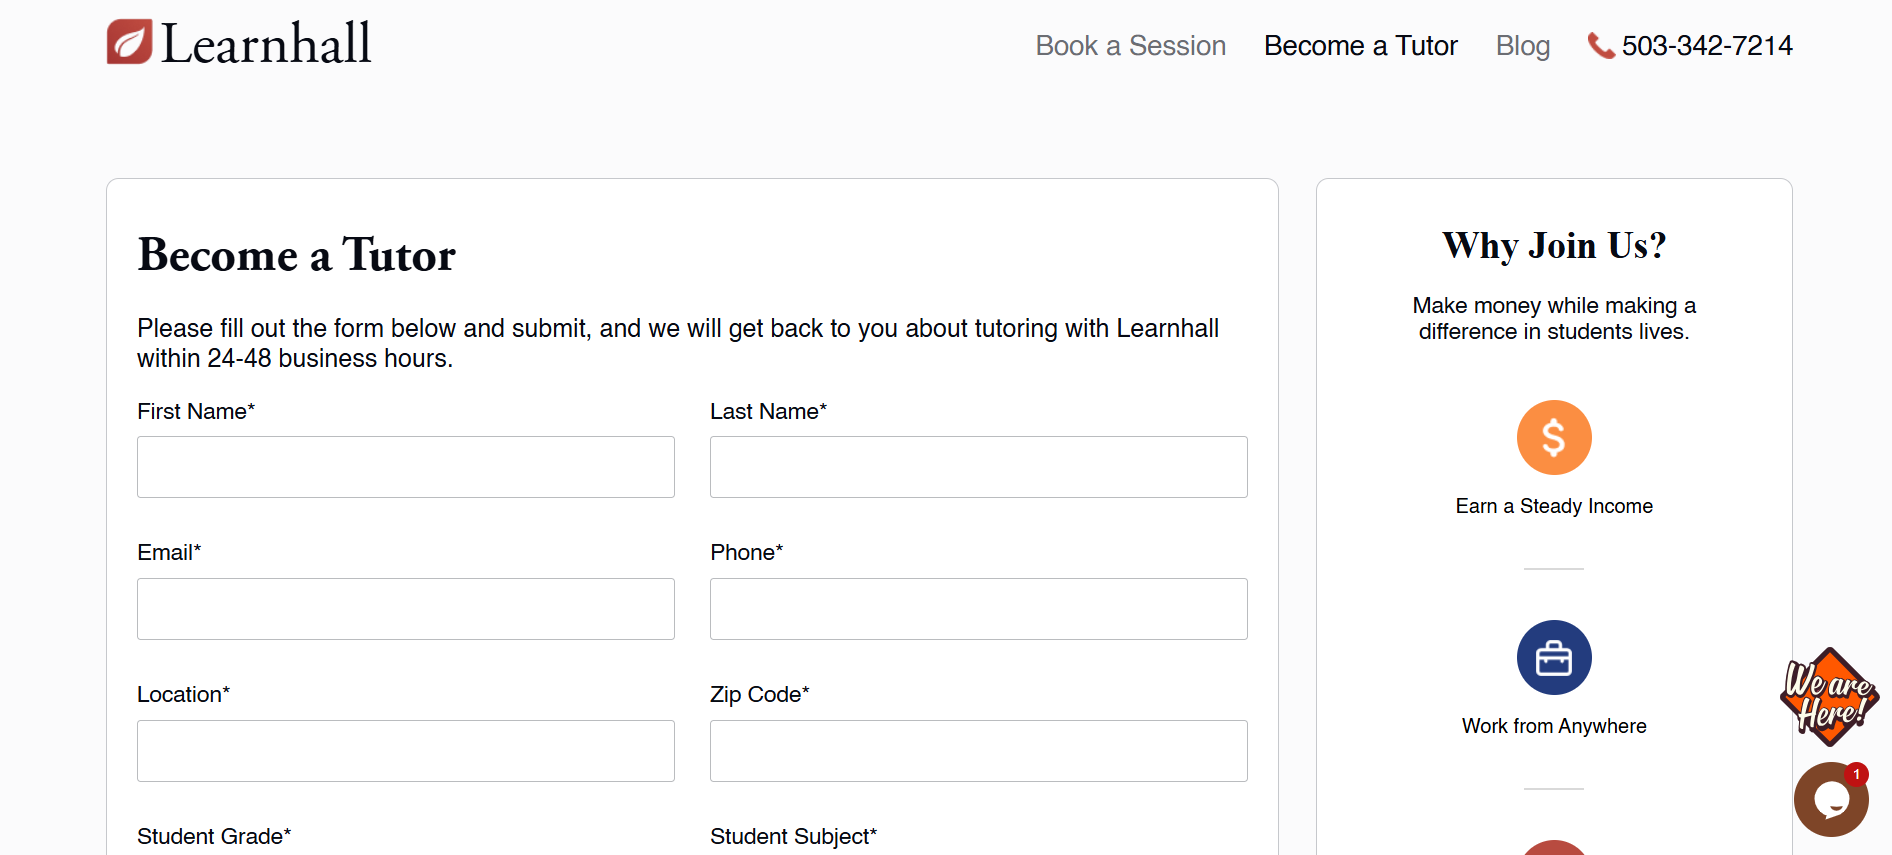 Learnhall
Book a Session
Become a Tutor
Blog
503-342-7214
Become a Tutor
Please fill out the form below and submit, and we will get back to you about tutoring with Learnhall
within 24-48 business hours.
First Name*
Last Name*
Email*
Phone*
Location*
Zip Code*
Student Grade*
Student Subject*
Why Join Us?
Make money while making a
difference in students lives.
$
Earn a Steady Income
Work from Anywhere
We are
Here!
1